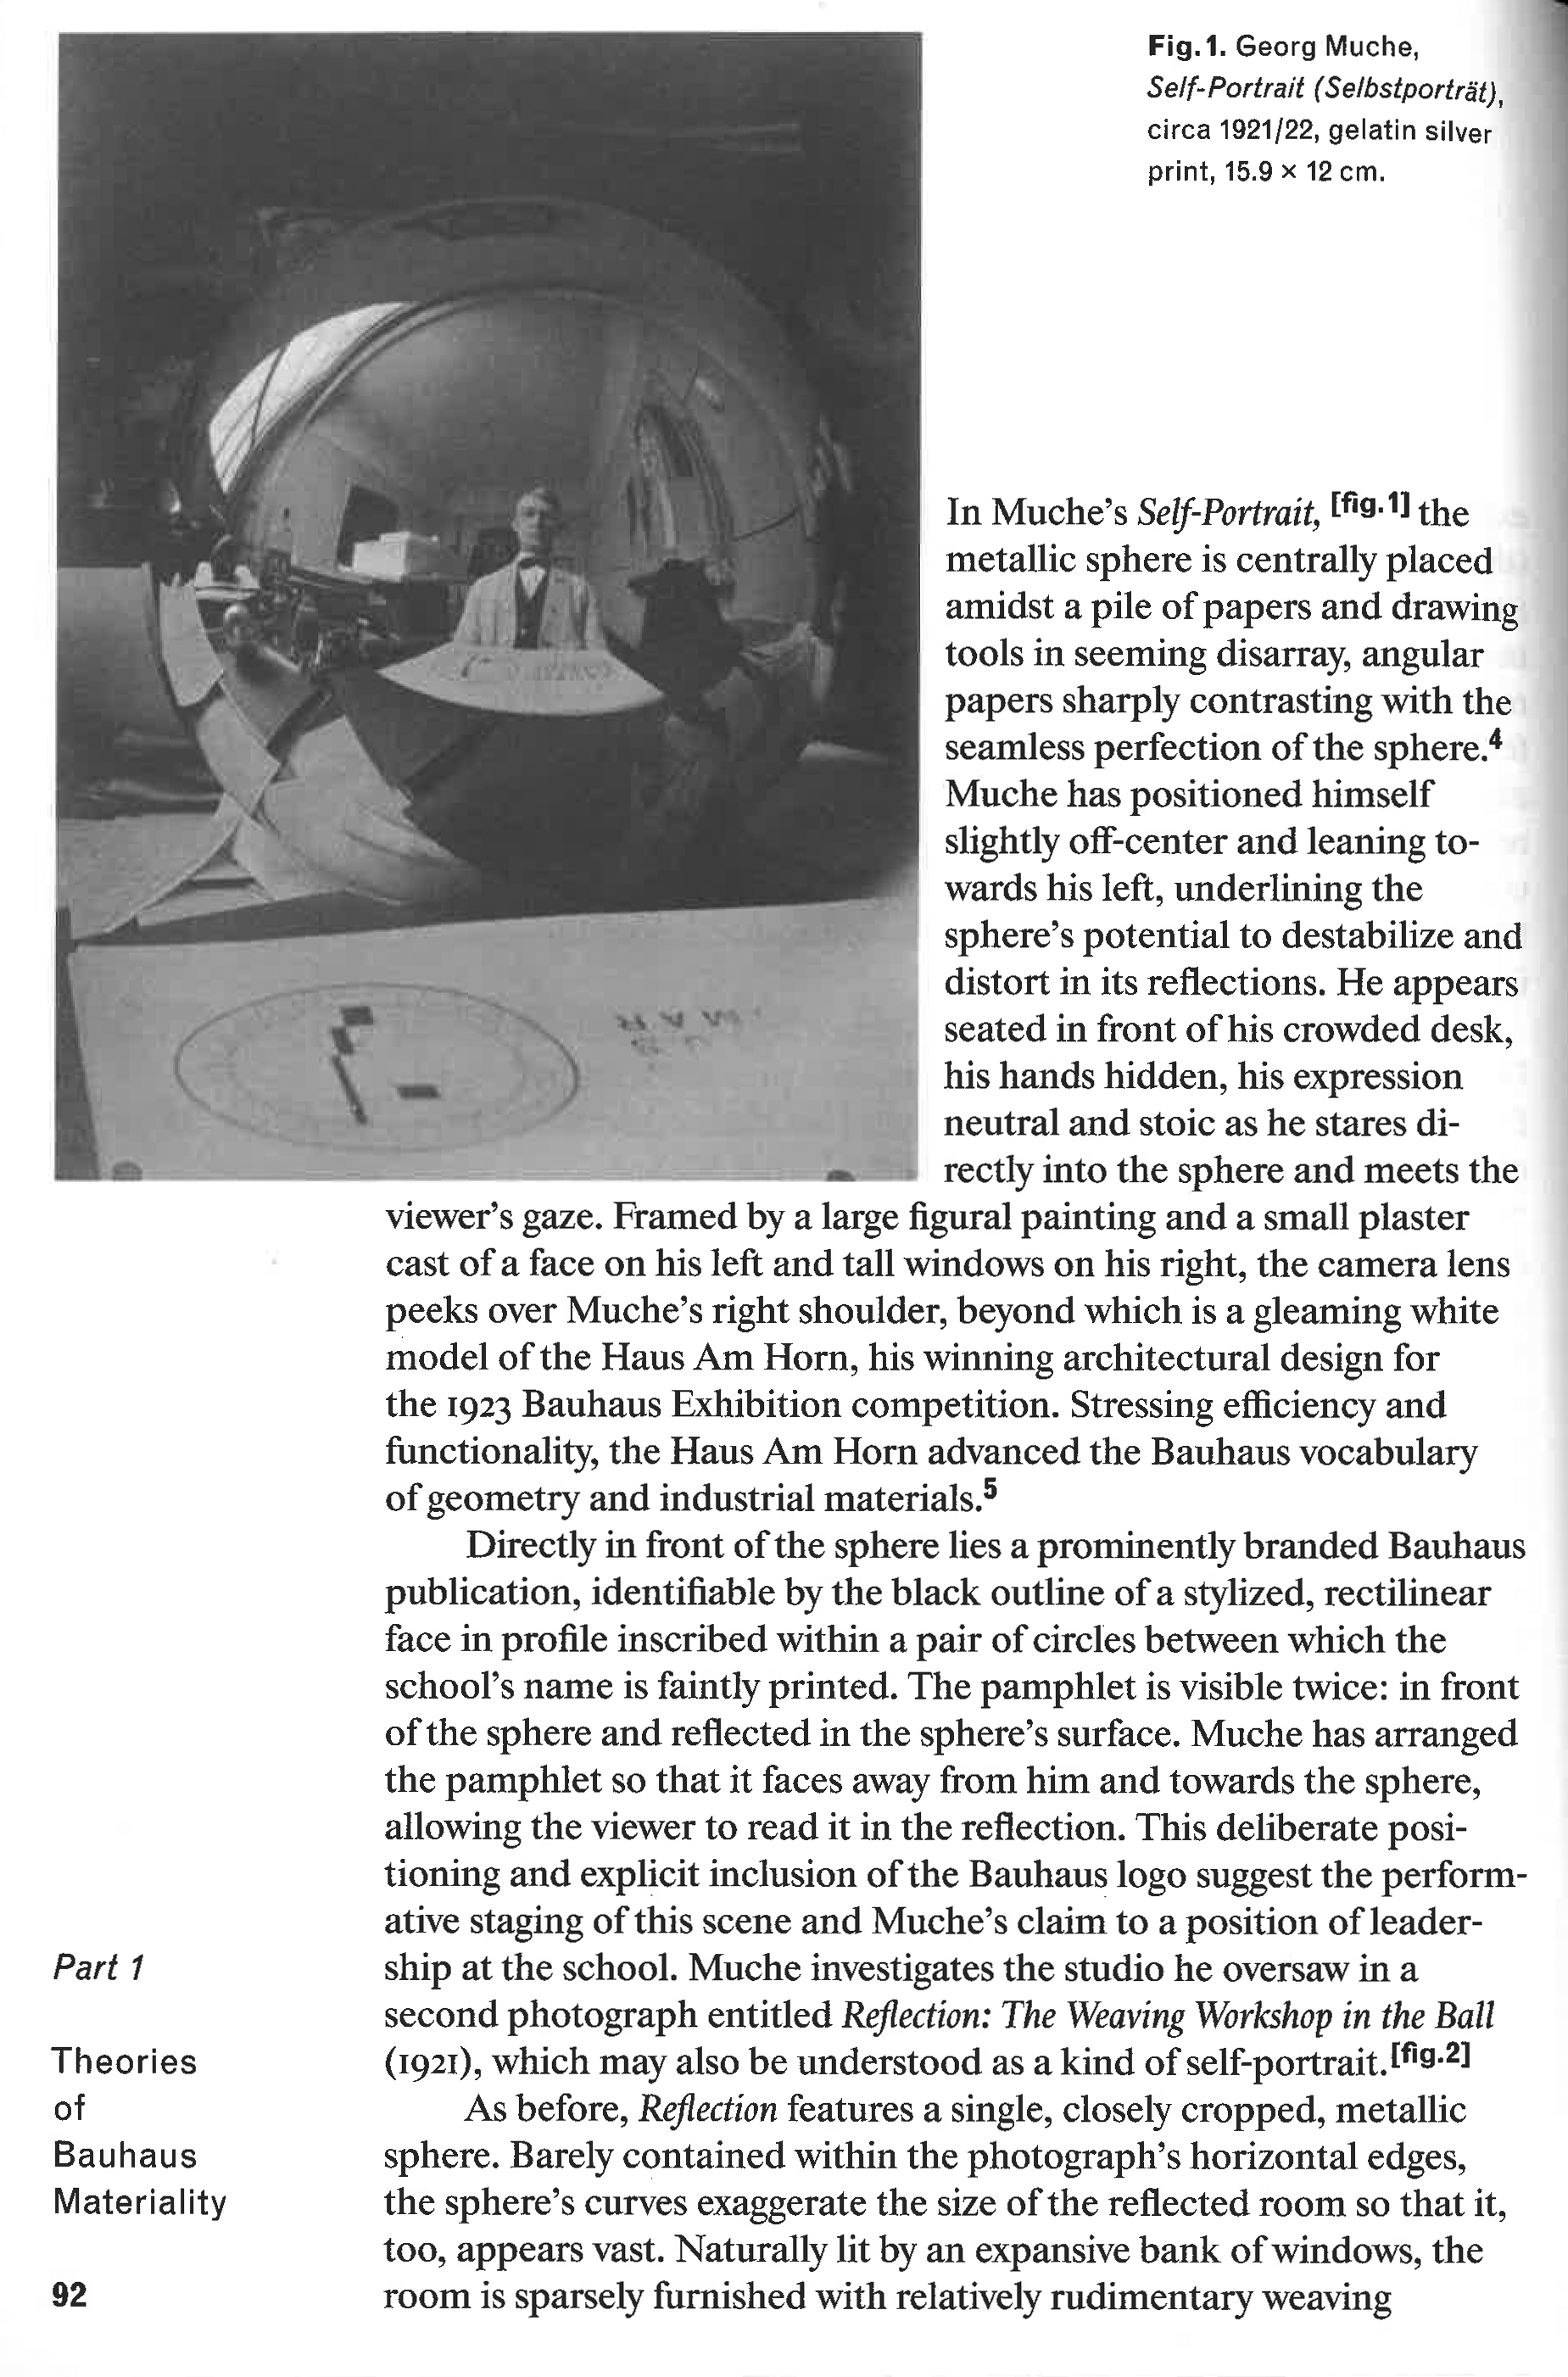 Fig. 1. Georg Muche,
Self-Portrait (Selbstporträt),
circa 1921/22, gelatin silver
print, 15.9 × 12 cm.
In Muche’s Self-Portrait, [fig.1] the
metallic sphere is centrally placed
amidst a pile of papers and drawing
tools in seeming disarray, angular
papers sharply contrasting with the
seamless perfection of the sphere.4
Muche has positioned himself
slightly off-center and leaning to-
wards his left, underlining the
sphere’s potential to destabilize and
distort in its reflections. He appears
seated in front of his crowded desk,
his hands hidden, his expression
neutral and stoic as he stares di-
rectly into the sphere and meets the
viewer’s gaze. Framed by a large figural painting and a small plaster
cast of a face on his left and tall windows on his right, the camera lens
peeks over Muche’s right shoulder, beyond which is a gleaming white
model of the Haus Am Horn, his winning architectural design for
the 1923 Bauhaus Exhibition competition. Stressing efficiency and
functionality, the Haus Am Horn advanced the Bauhaus vocabulary
of geometry and industrial materials.5
Directly in front of the sphere lies a prominently branded Bauhaus
publication, identifiable by the black outline of a stylized, rectilinear
face in profile inscribed within a pair of circles between which the
school’s name is faintly printed. The pamphlet is visible twice: in front
of the sphere and reflected in the sphere’s surface. Muche has arranged
the pamphlet so that it faces away from him and towards the sphere,
allowing the viewer to read it in the reflection. This deliberate posi-
tioning and explicit inclusion of the Bauhaus logo suggest the perform-
ative staging of this scene and Muche’s claim to a position of leader-
ship at the school. Muche investigates the studio he oversaw in a
second photograph entitled Reflection: The Weaving Workshop in the Ball
(1921), which may also be understood as a kind of self-portrait.[fig.2]
As before, Reflection features a single, closely cropped, metallic
sphere. Barely contained within the photograph’s horizontal edges,
the sphere’s curves exaggerate the size of the reflected room so that it,
too, appears vast. Naturally lit by an expansive bank of windows, the
room is sparsely furnished with relatively rudimentary weaving
Part 1
Theories
of
Bauhaus
Materiality
92